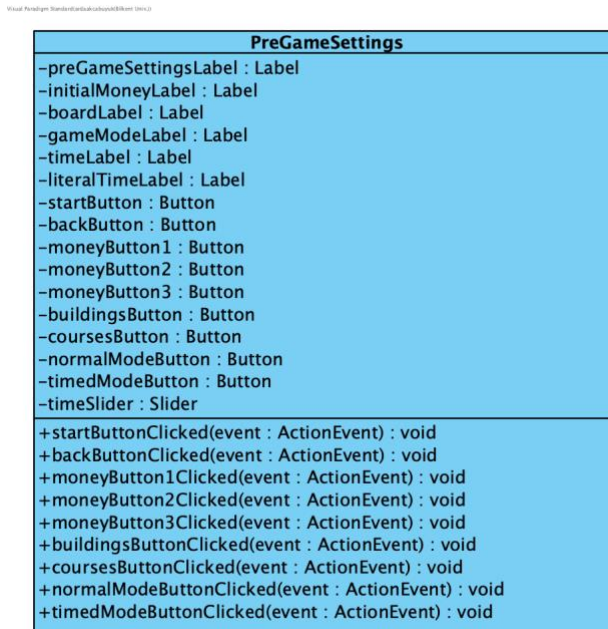 Visual Paradigm Standard
PreGameSettings
-preGameSettingsLabel : Label
-initialMoneyLabel : Label
-boardLabel : Label
-gameModeLabel : Label
-timeLabel : Label
-literalTimeLabel : Label
-startButton : Button
-backButton : Button
-moneyButton1 : Button
-moneyButton2 : Button
-moneyButton3 : Button
-buildingsButton : Button
-coursesButton : Button
-normalModeButton : Button
-timedModeButton : Button
-timeSlider : Slider
+startButtonClicked(event : ActionEvent) : void
+backButtonClicked(event : ActionEvent) : void
+moneyButton1Clicked(event : ActionEvent) : void
+moneyButton2Clicked(event : ActionEvent) : void
+moneyButton3Clicked(event : ActionEvent) : void
+buildingsButtonClicked(event : ActionEvent) : void
+coursesButtonClicked(event : ActionEvent) : void
+normalModeButtonClicked(event : ActionEvent) : void
+timedModeButtonClicked(event : ActionEvent) : void